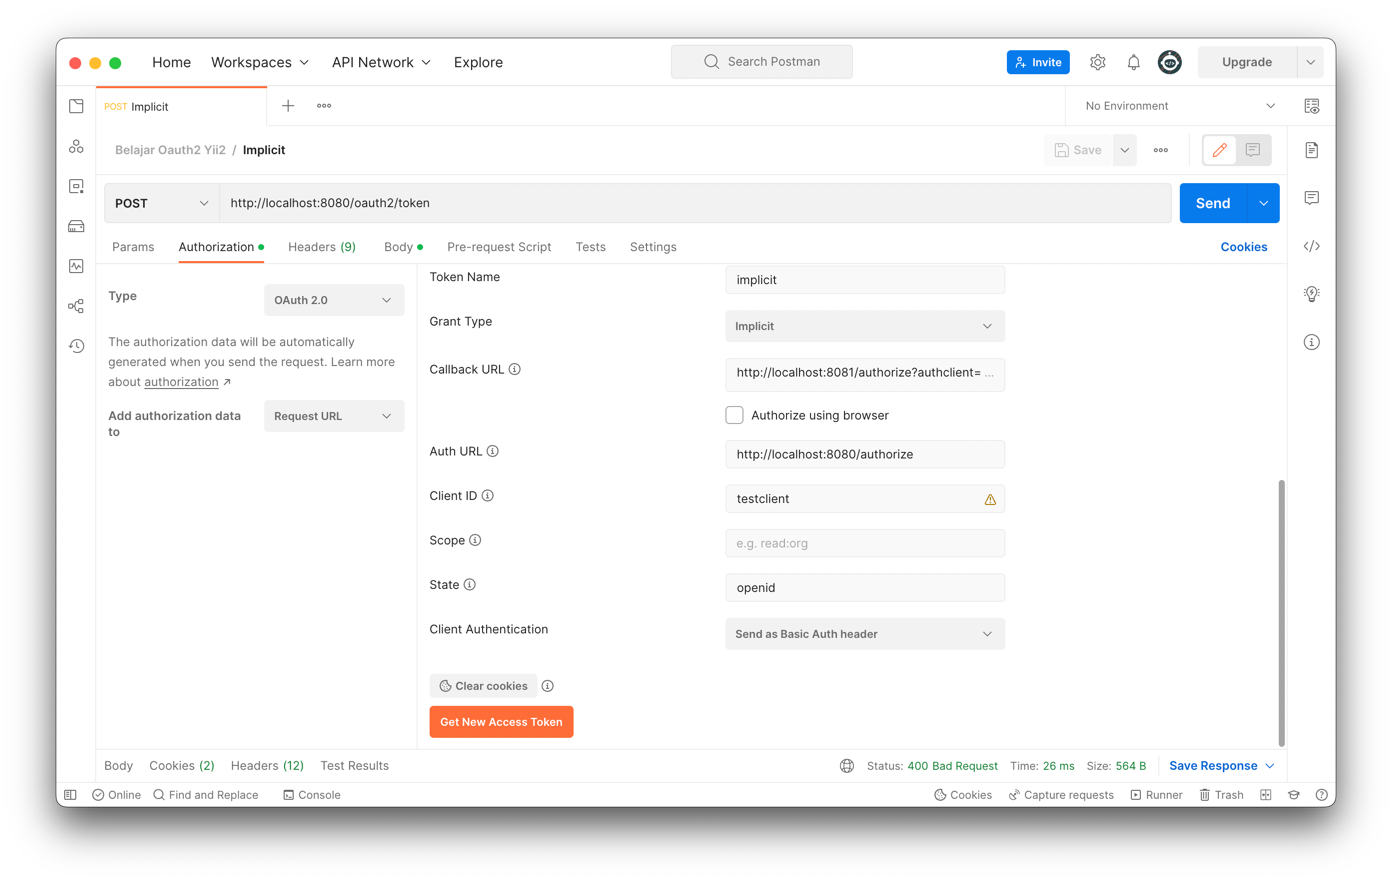 Home Workspaces API Network Explore Search Postman Invite Upgrade
POST Implicit No Environment
Belajar Oauth2 Yii2 / Implicit Save
POST http://localhost:8080/oauth2/token Send
Params Authorization Headers (9) Body Pre-request Script Tests Settings Cookies
Type OAuth 2.0
The authorization data will be automatically
generated when you send the request. Learn more
about authorization ↗
Add authorization data
to
Request URL
Token Name implicit
Grant Type Implicit
Callback URL http://localhost:8081/authorize?authclient= ...
Authorize using browser
Auth URL http://localhost:8080/authorize
Client ID testclient
Scope e.g. read:org
State openid
Client Authentication Send as Basic Auth header
Clear cookies
Get New Access Token
Body Cookies (2) Headers (12) Test Results Status: 400 Bad Request Time: 26 ms Size: 564 B Save Response
Online Find and Replace Console Cookies Capture requests Runner Trash